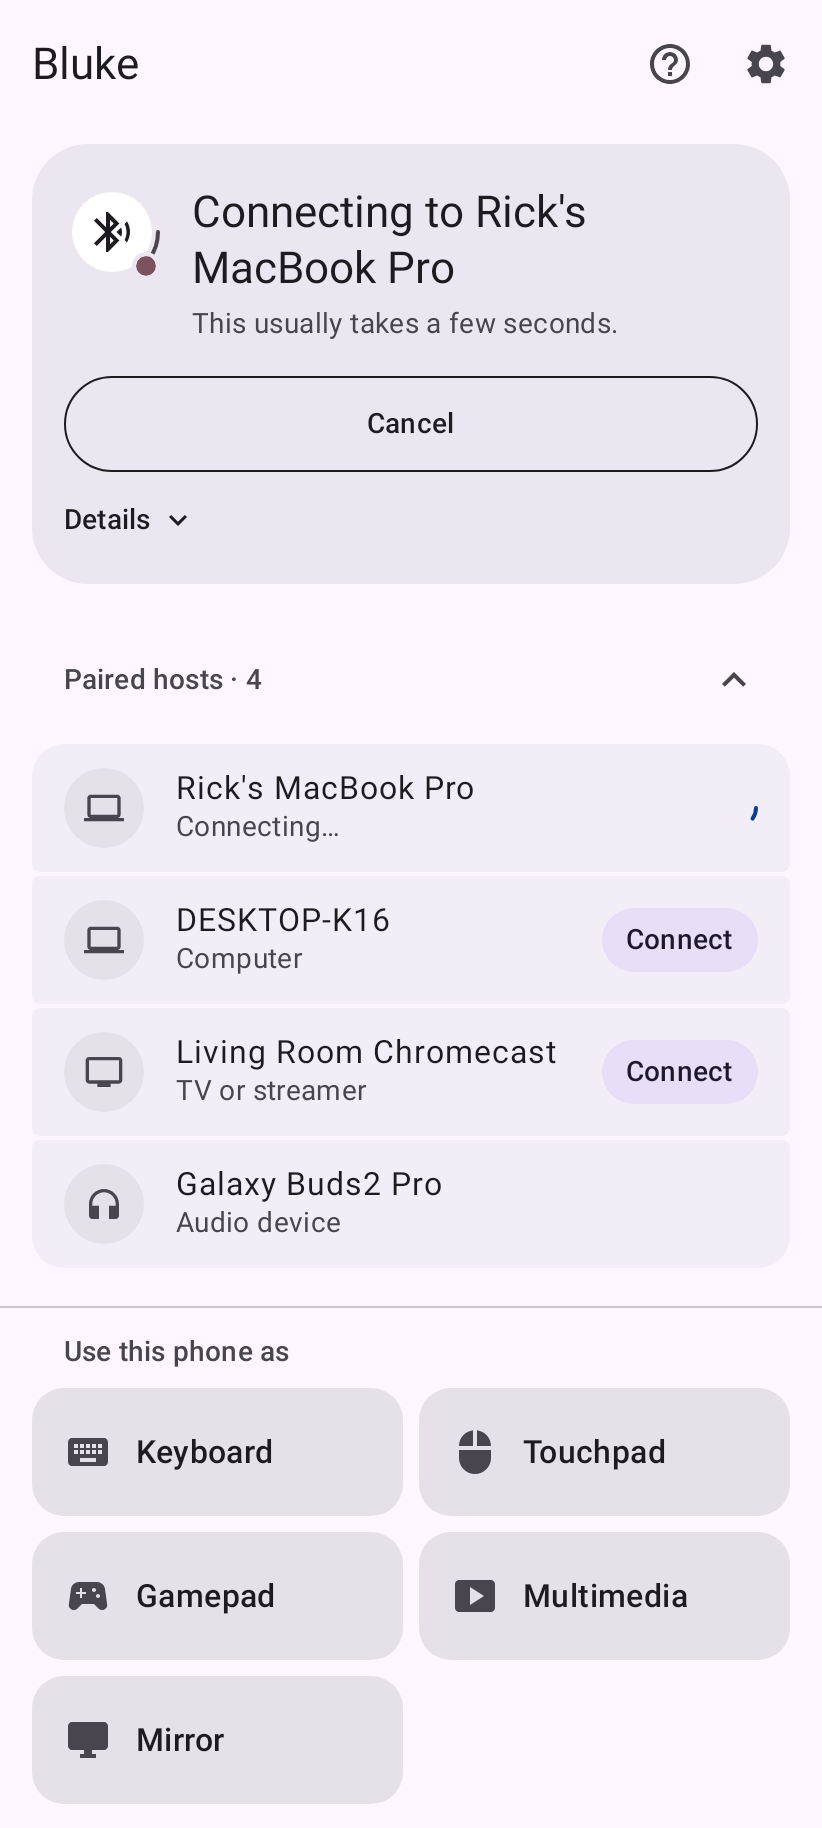 Bluke
Connecting to Rick's
MacBook Pro
This usually takes a few seconds.
Cancel
Details
Paired hosts · 4
Rick's MacBook Pro
Connecting…
DESKTOP-K16
Computer
Connect
Living Room Chromecast
TV or streamer
Connect
Galaxy Buds2 Pro
Audio device
Use this phone as
Keyboard
Touchpad
Gamepad
Multimedia
Mirror